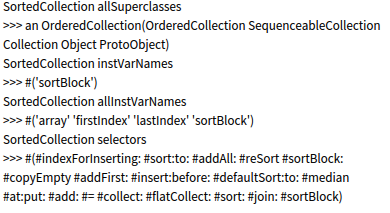 SortedCollection allSuperclasses
>>> an OrderedCollection(OrderedCollection SequenceableCollection
Collection Object ProtoObject)
SortedCollection instVarNames
>>> #('sortBlock')
SortedCollection allInstVarNames
>>> #('array' 'firstIndex' 'lastIndex' 'sortBlock')
SortedCollection selectors
>>> #(#indexForInserting: #sort:to: #addAll: #reSort #sortBlock:
#copyEmpty #addFirst: #insert:before: #defaultSort:to: #median
#at:put: #add: #= #collect: #flatCollect: #sort: #join: #sortBlock)